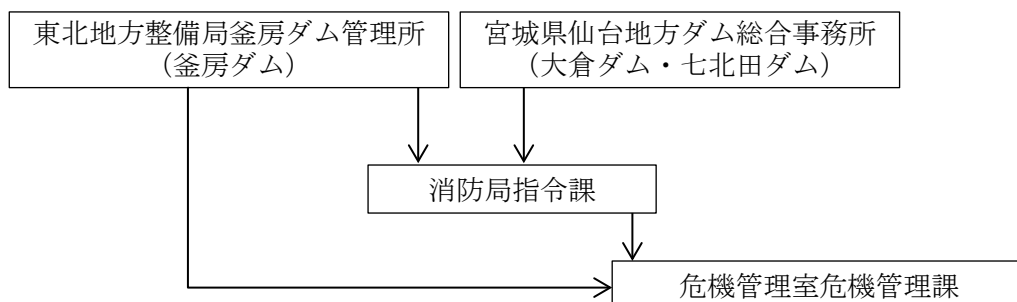 東北地方整備局釜房ダム管理所
(釜房ダム)
宮城県仙台地方ダム総合事務所
(大倉ダム・七北田ダム)
消防局指令課
危機管理室危機管理課